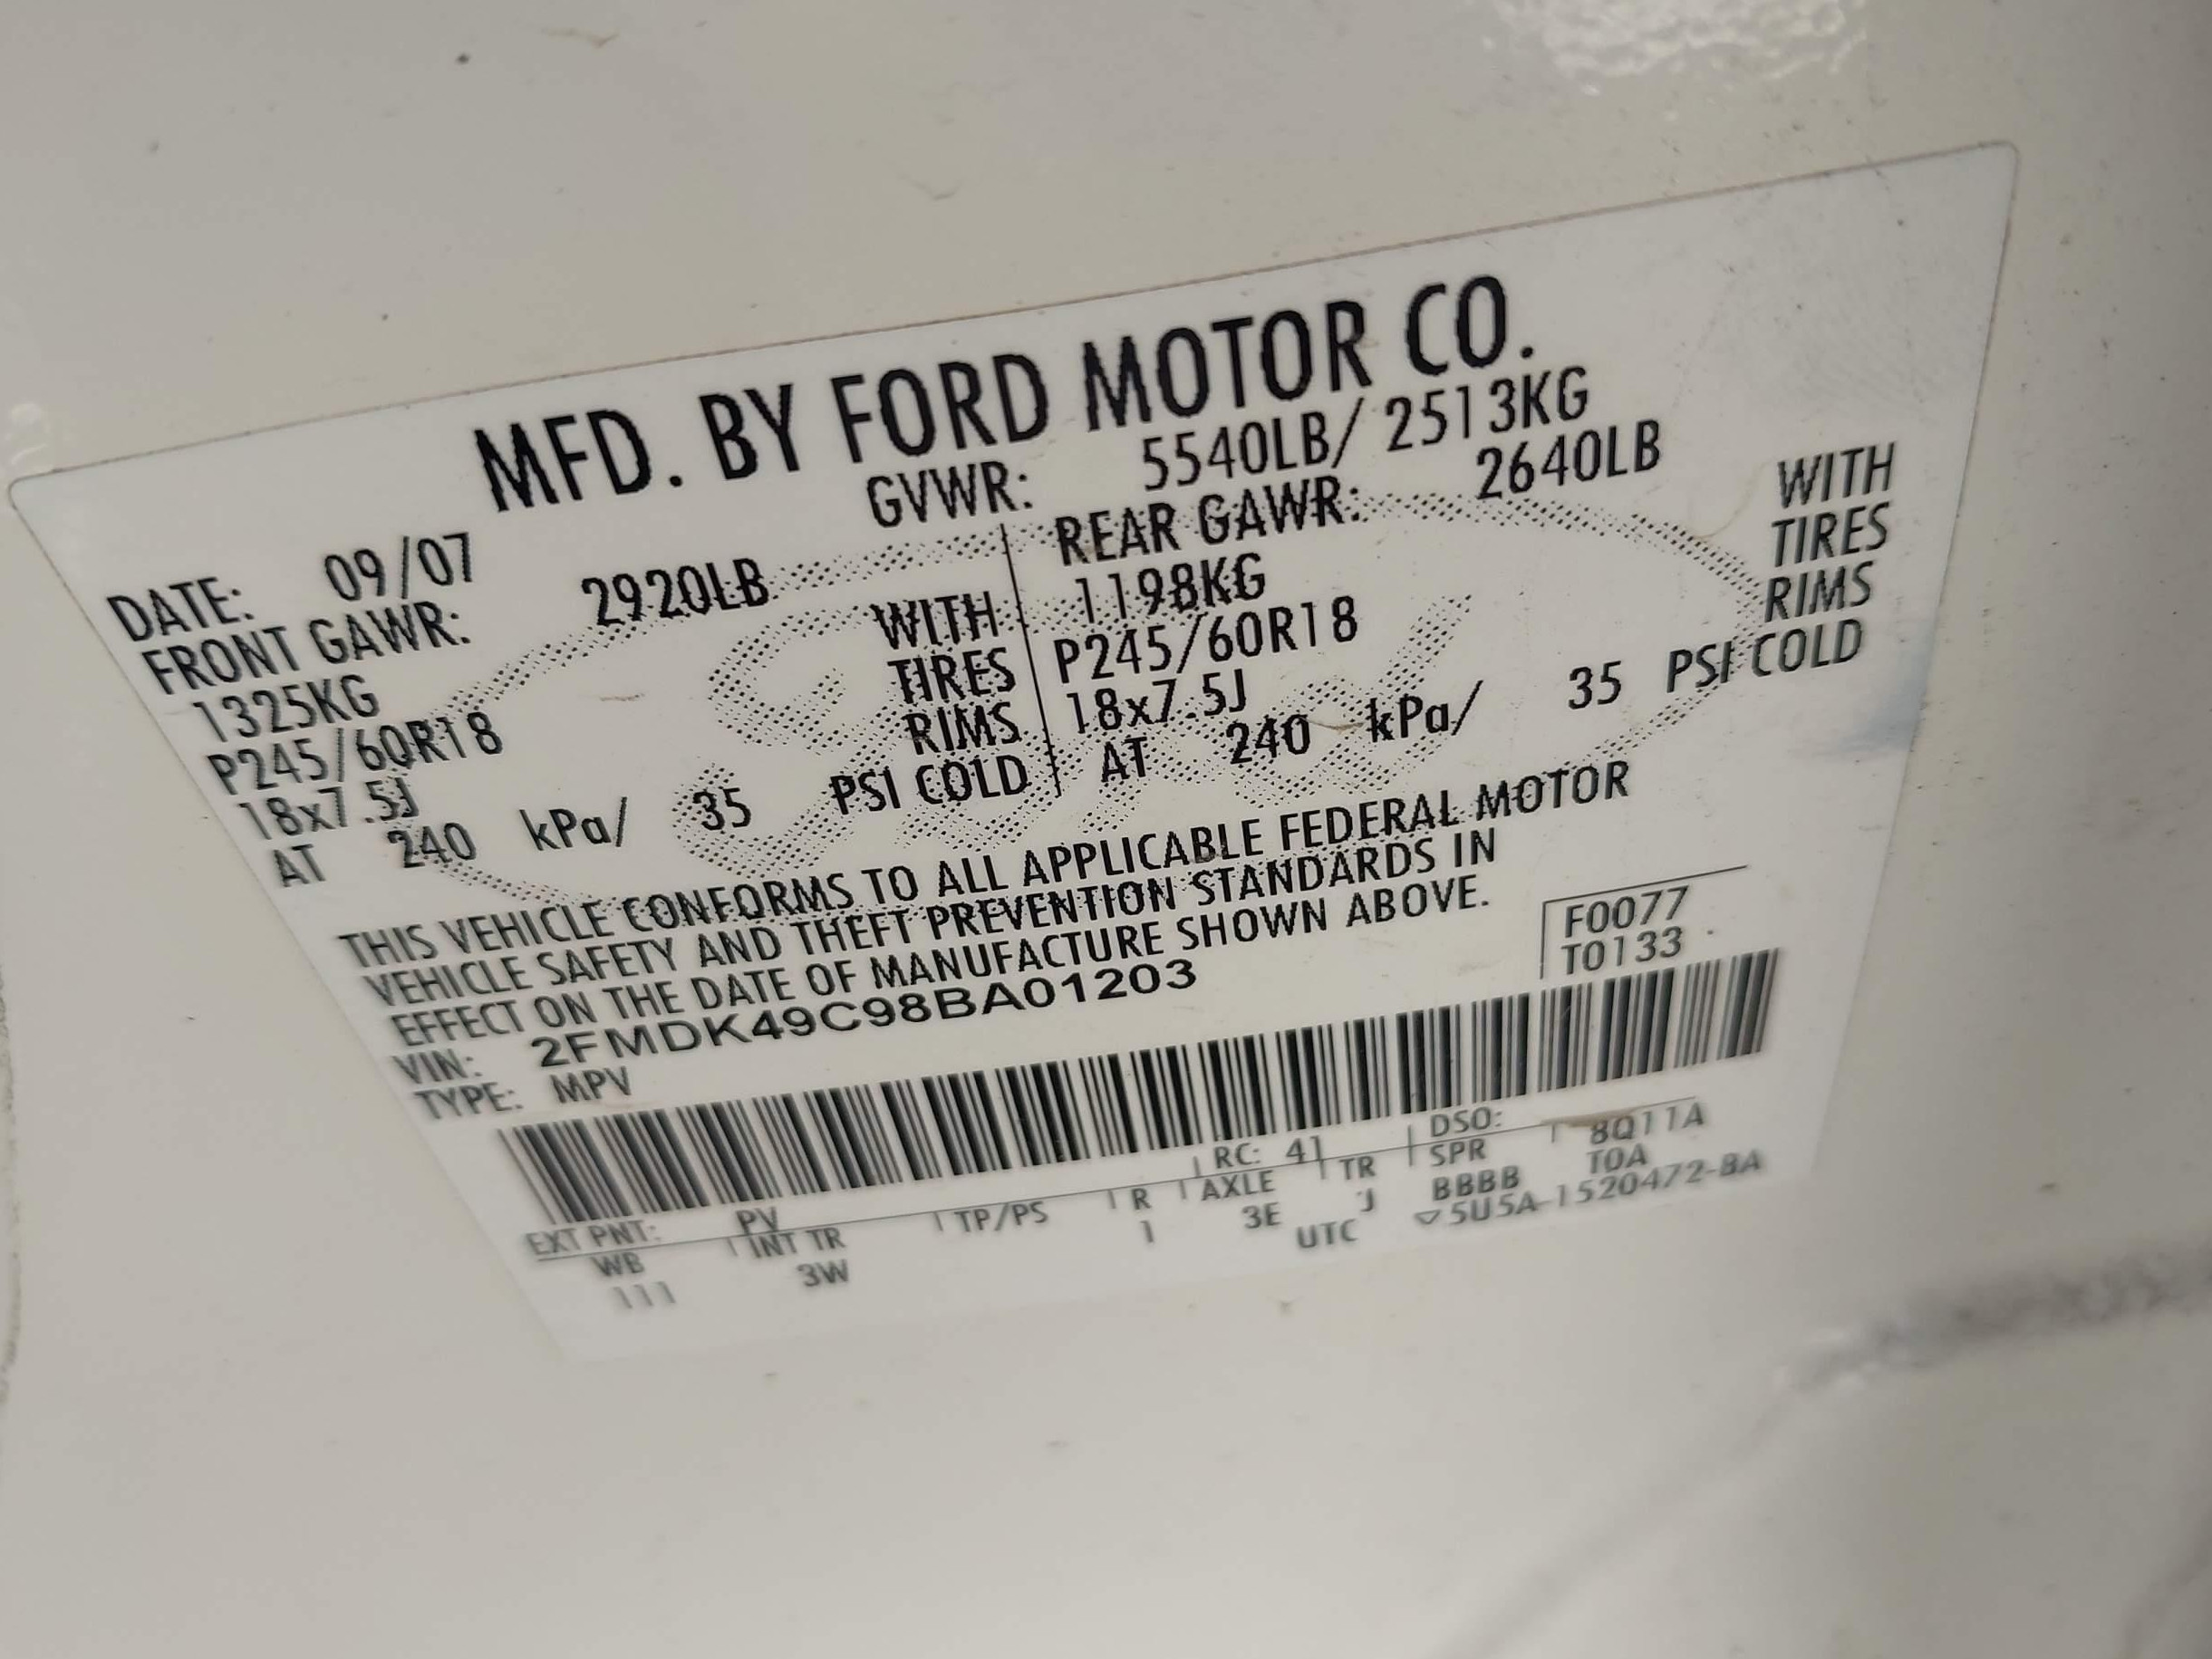 MFD. BY FORD MOTOR CO.
DATE: 09/07 GVWR: 5540LB/ 2513KG
FRONT GAWR: 2920LB REAR GAWR: 2640LB
1325KG WITH 1198KG WITH
P245/60R18 TIRES P245/60R18 TIRES
18x7.5J RIMS 18x7.5J RIMS
AT 240 kPa/ 35 PSI COLD AT 240 kPa/ 35 PSI COLD
THIS VEHICLE CONFORMS TO ALL APPLICABLE FEDERAL MOTOR
VEHICLE SAFETY AND THEFT PREVENTION STANDARDS IN
EFFECT ON THE DATE OF MANUFACTURE SHOWN ABOVE.
VIN: 2FMDK49C98BA01203 F0077
TYPE: MPV T0133
EXT PNT: PV RC: 41 DSO:
WB INT TR TP/PS R AXLE TR SPR 8Q11A
111 3W 1 3E J BBBB T0A
UTC ▽5U5A-1520472-BA